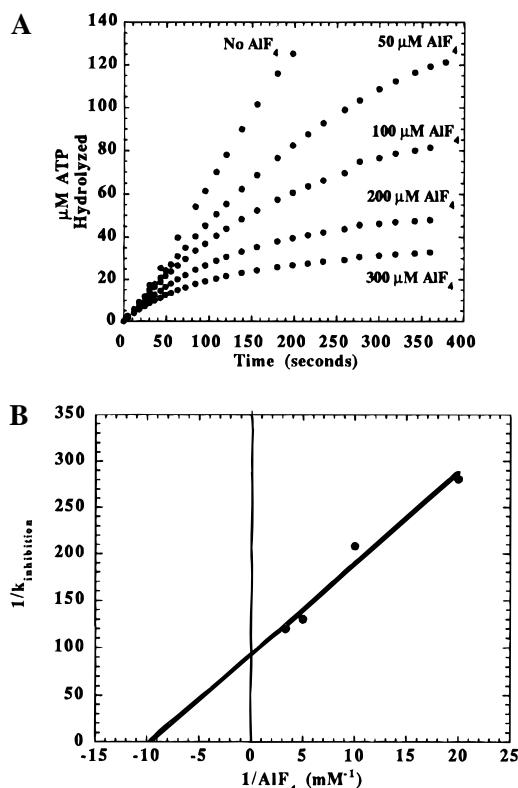 A
No AlF4
50 μM AlF4
100 μM AlF4
200 μM AlF4
300 μM AlF4
μM ATP
Hydrolyzed
140
120
100
80
60
40
20
0
0 50 100 150 200 250 300 350 400
Time (seconds)
B
1/kinhibition
350
300
250
200
150
100
50
0
-15 -10 -5 0 5 10 15 20 25
1/AlF4 (mM-1)